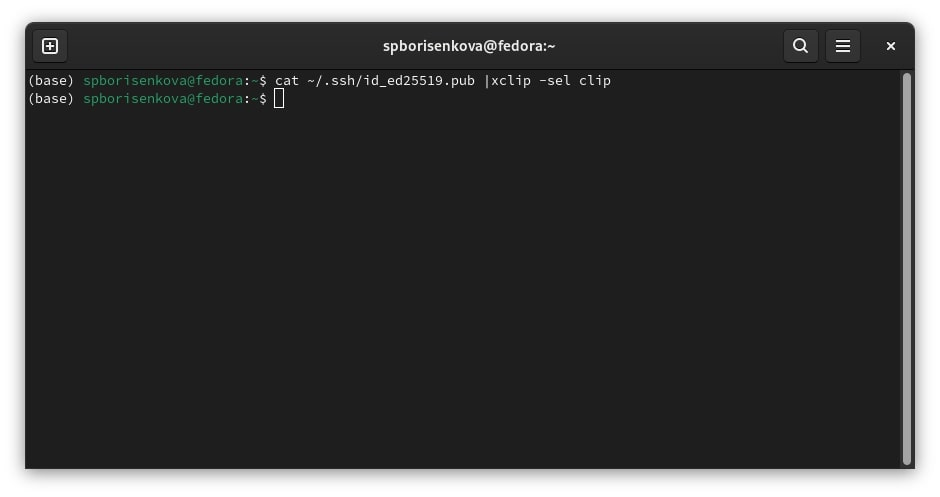 spborisenkova@fedora:~
(base) spborisenkova@fedora:~$ cat ~/.ssh/id_ed25519.pub |xclip -sel clip
(base) spborisenkova@fedora:~$